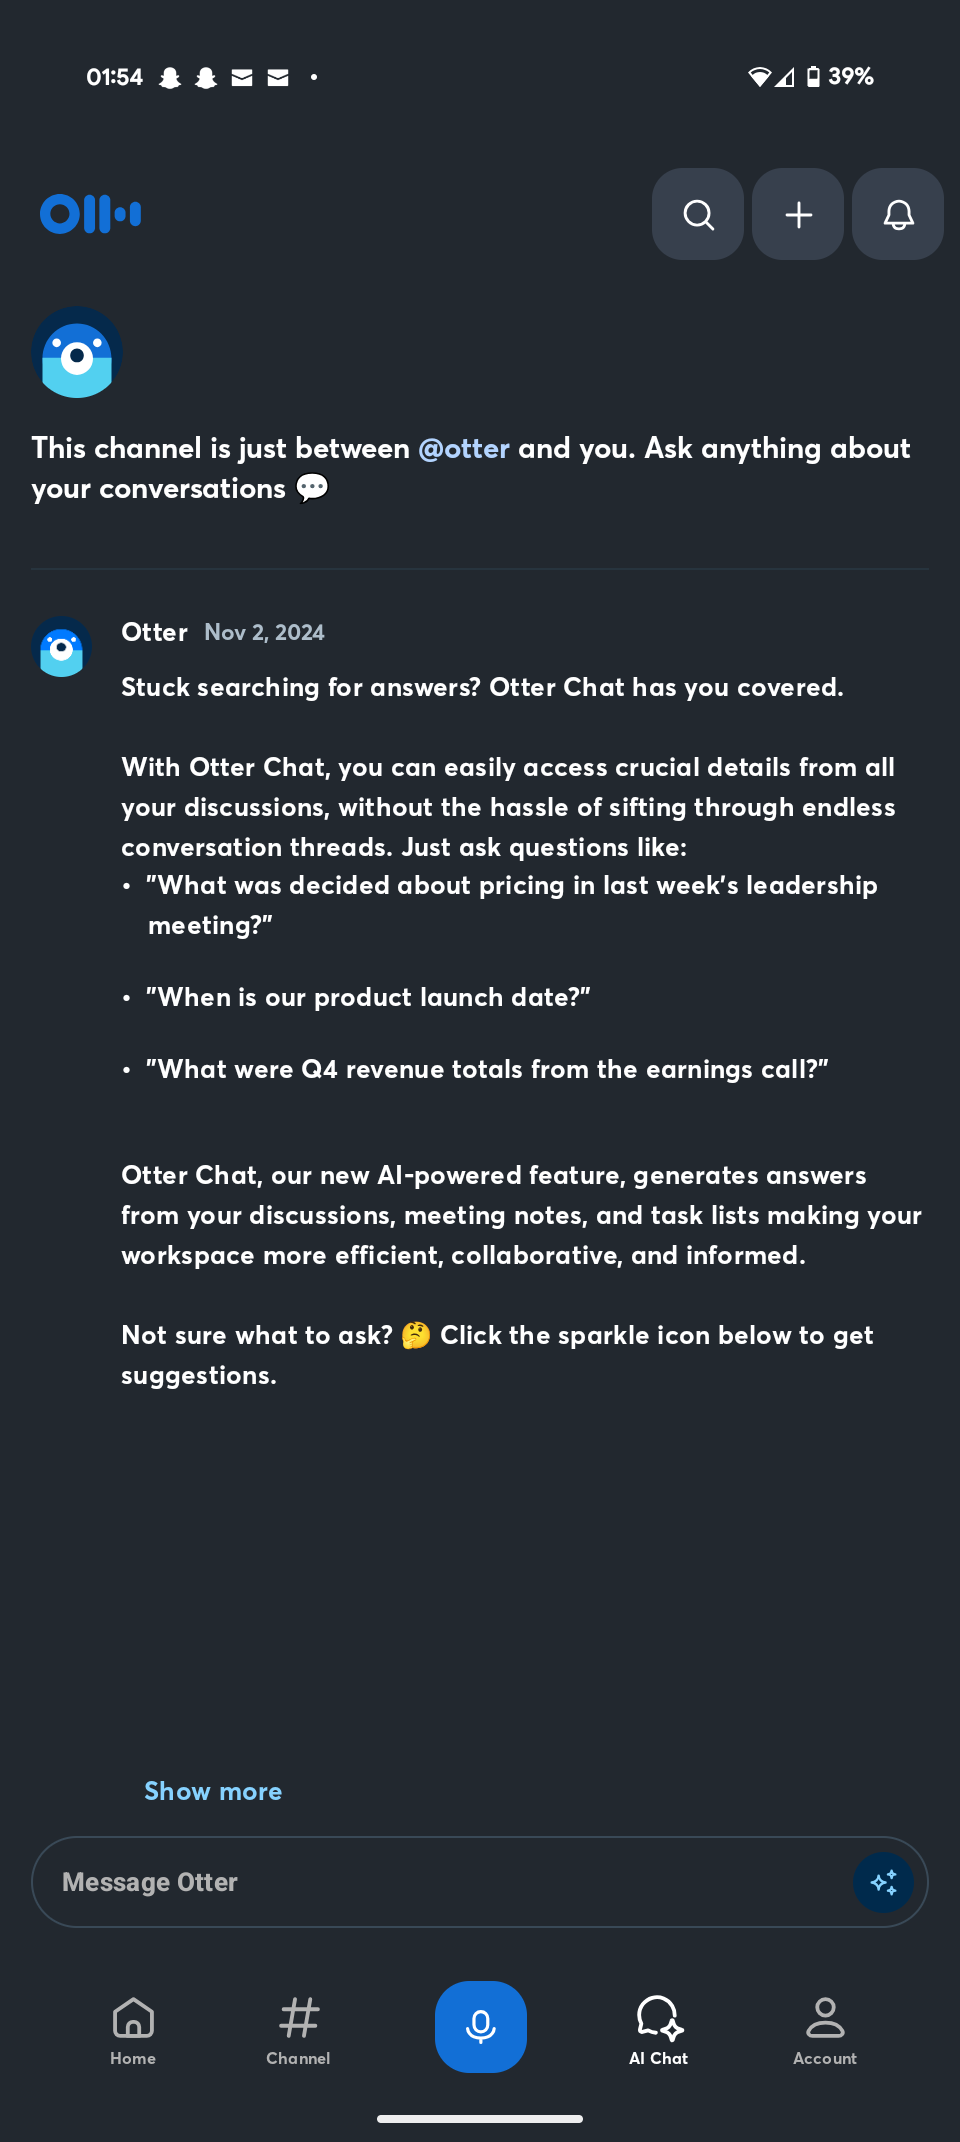 01:54
39%
This channel is just between @otter and you. Ask anything about
your conversations 💬
Otter Nov 2, 2024
Stuck searching for answers? Otter Chat has you covered.
With Otter Chat, you can easily access crucial details from all
your discussions, without the hassle of sifting through endless
conversation threads. Just ask questions like:
• "What was decided about pricing in last week's leadership
meeting?"
• "When is our product launch date?"
• "What were Q4 revenue totals from the earnings call?"
Otter Chat, our new AI-powered feature, generates answers
from your discussions, meeting notes, and task lists making your
workspace more efficient, collaborative, and informed.
Not sure what to ask? 🤔 Click the sparkle icon below to get
suggestions.
Show more
Message Otter
Home
Channel
AI Chat
Account